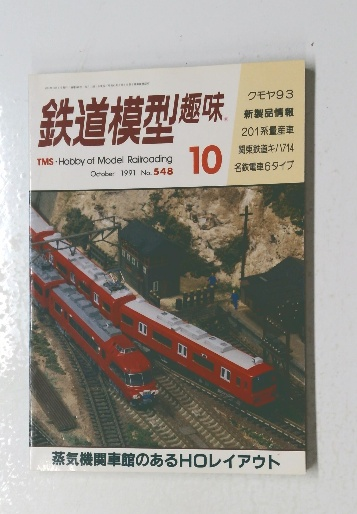 鉄道模型趣味
TMS・Hobby of Model Railroading
October 1991 No.548
10
クモヤ93
新製品情報
201系量産車
関東鉄道キハ714
名鉄電車6タイプ
蒸気機関車館のあるHOレイアウト